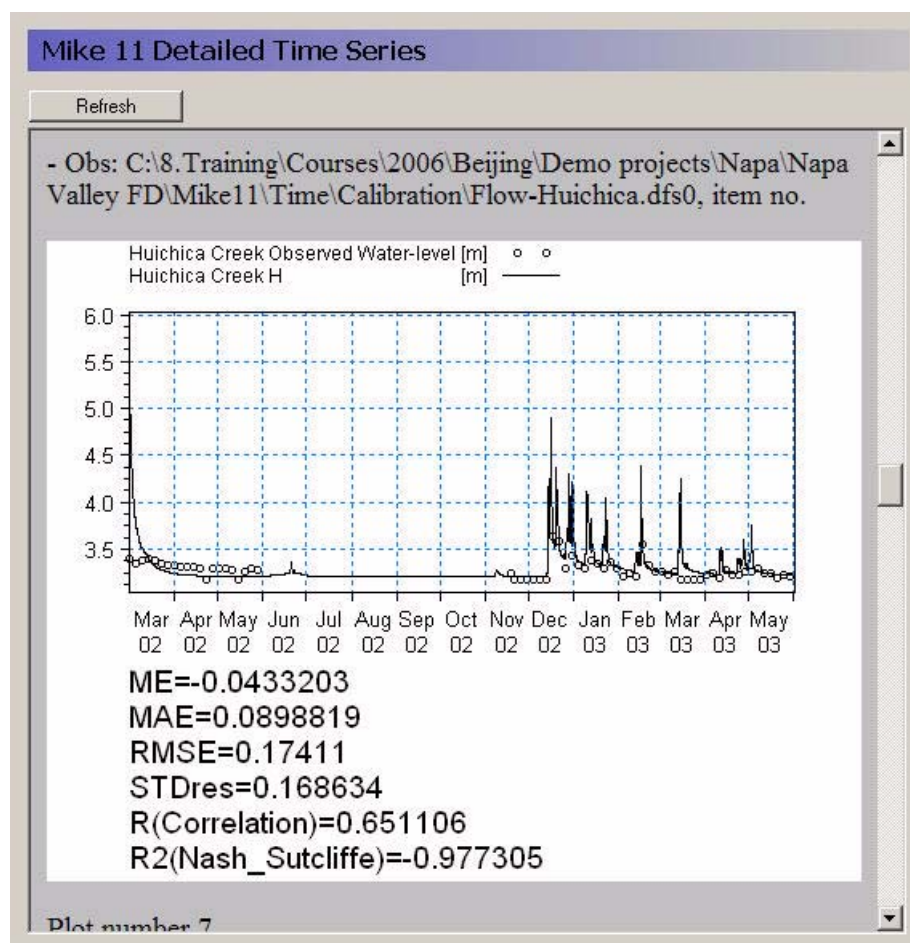 Mike 11 Detailed Time Series
Refresh
- Obs: C:\8.Training\Courses\2006\Beijing\Demo projects\Napa\Napa
Valley FD\Mike11\Time\Calibration\Flow-Huichica.dfs0, item no.
Huichica Creek Observed Water-level [m]
Huichica Creek H [m]
6.0
5.5
5.0
4.5
4.0
3.5
Mar Apr May Jun Jul Aug Sep Oct Nov Dec Jan Feb Mar Apr May
02 02 02 02 02 02 02 02 02 02 03 03 03 03 03
ME=-0.0433203
MAE=0.0898819
RMSE=0.17411
STDres=0.168634
R(Correlation)=0.651106
R2(Nash_Sutcliffe)=-0.977305
Plot number 7